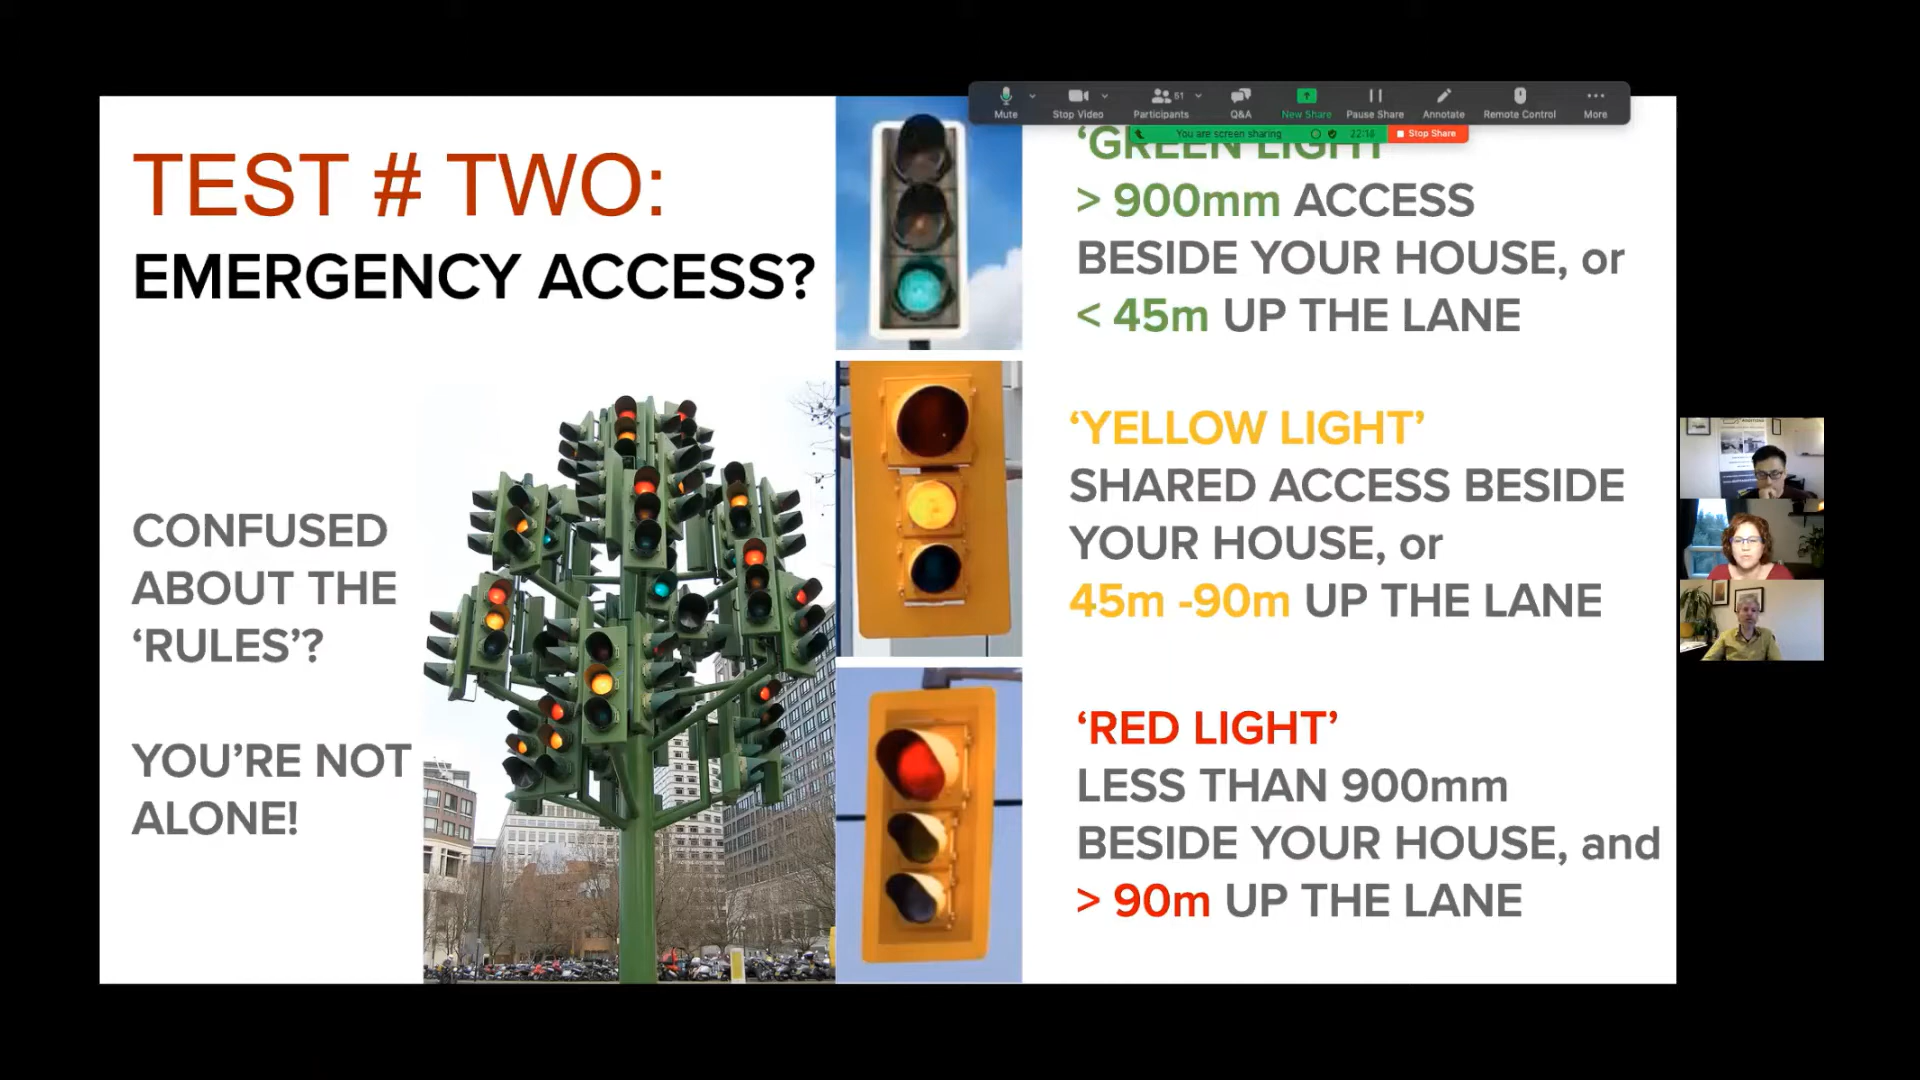 Mute
Stop Video
Participants
51
Q&A
New Share
Pause Share
Annotate
Remote Control
More
You are screen sharing
22:18
Stop Share
TEST # TWO:
EMERGENCY ACCESS?
CONFUSED
ABOUT THE
‘RULES’?
YOU’RE NOT
ALONE!
‘GREEN LIGHT’
> 900mm ACCESS
BESIDE YOUR HOUSE, or
< 45m UP THE LANE
‘YELLOW LIGHT’
SHARED ACCESS BESIDE
YOUR HOUSE, or
45m -90m UP THE LANE
‘RED LIGHT’
LESS THAN 900mm
BESIDE YOUR HOUSE, and
> 90m UP THE LANE